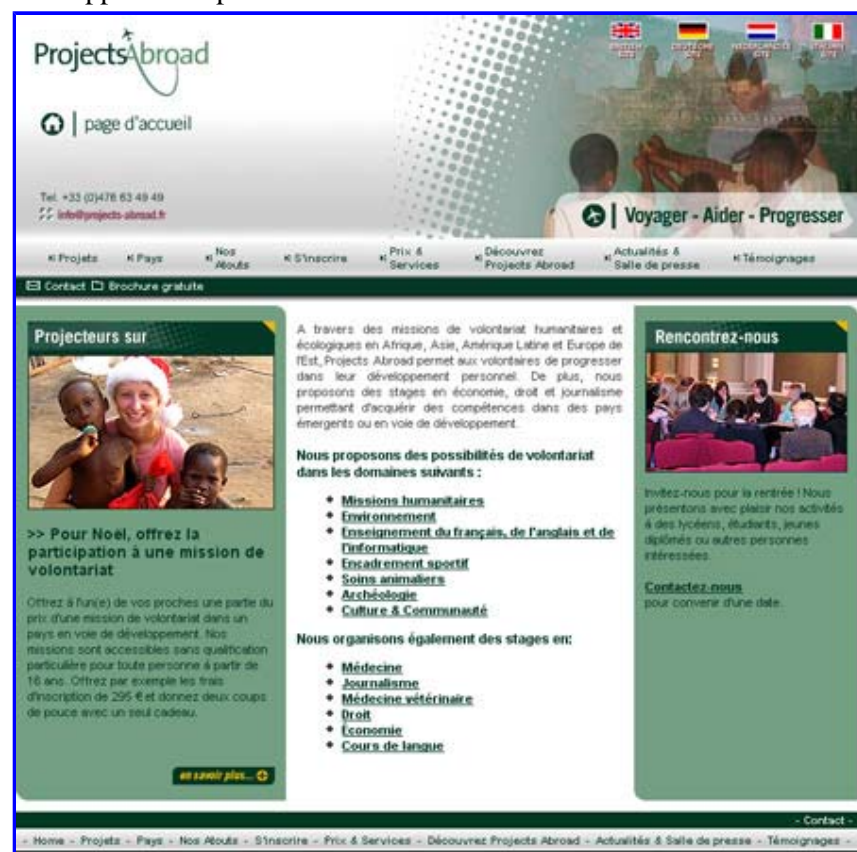 ProjectsAbroad
page d'accueil
Tel. +33 (0)478 63 49 49
info@projects-abroad.fr
Voyager - Aider - Progresser
Projets
Pays
Nos Atouts
S'inscrire
Prix & Services
Découvrez Projects Abroad
Actualités & Salle de presse
Témoignages
Contact
Brochure gratuite
Projecteurs sur
>> Pour Noël, offrez la
participation à une mission de
volontariat
Offrez à l'un(e) de vos proches une partie du
prix d'une mission de volontariat dans un
pays en voie de développement. Nos
missions sont accessibles sans qualification
particulière pour toute personne à partir de
16 ans. Offrez par exemple les frais
d'inscription de 295 € et donnez deux coups
de pouce avec un seul cadeau.
en savoir plus...
A travers des missions de volontariat humanitaires et
écologiques en Afrique, Asie, Amérique Latine et Europe de
l'Est, Projects Abroad permet aux volontaires de progresser
dans leur développement personnel. De plus, nous
proposons des stages en économie, droit et journalisme
permettant d'acquérir des compétences dans des pays
émergents ou en voie de développement.
Nous proposons des possibilités de volontariat
dans les domaines suivants :
Missions humanitaires
Environnement
Enseignement du français, de l'anglais et de
l'informatique
Encadrement sportif
Soins animaliers
Archéologie
Culture & Communauté
Nous organisons également des stages en:
Médecine
Journalisme
Médecine vétérinaire
Droit
Économie
Cours de langue
Rencontrez-nous
Invitez-nous pour la rentrée ! Nous
présentons avec plaisir nos activités
à des lycéens, étudiants, jeunes
diplômés ou autres personnes
intéressées.
Contactez-nous
pour convenir d'une date.
- Contact -
- Home - Projets - Pays - Nos Atouts - S'inscrire - Prix & Services - Découvrez Projects Abroad - Actualités & Salle de presse - Témoignages -